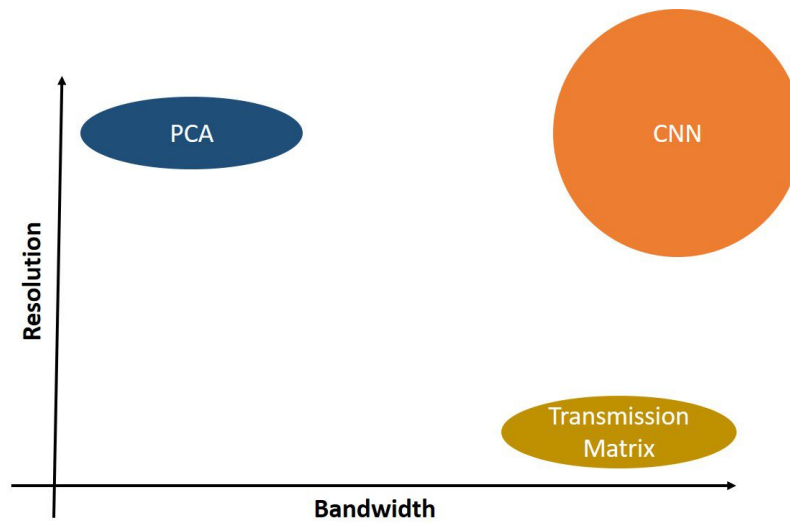 PCA
CNN
Resolution
Transmission
Matrix
Bandwidth